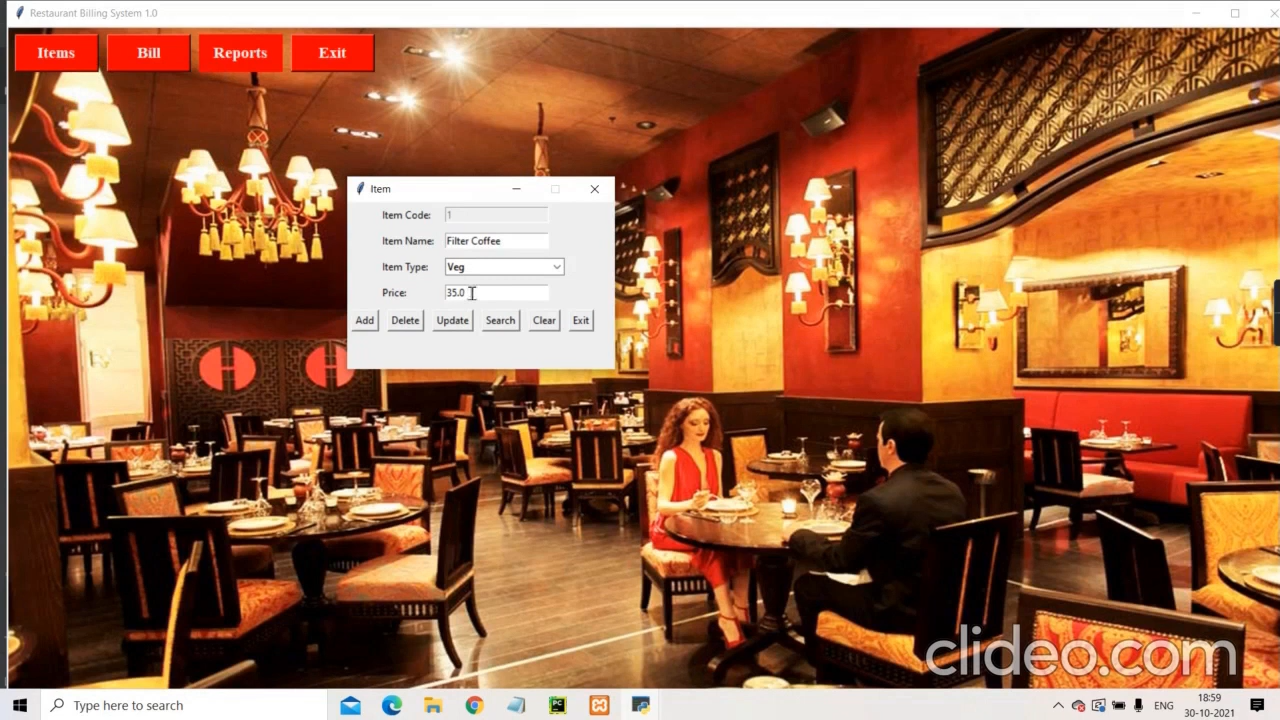 Restaurant Billing System 1.0
Items Bill Reports Exit
Item
Item Code: 1
Item Name: Filter Coffee
Item Type: Veg
Price: 35.0
Add Delete Update Search Clear Exit
clideo.com
Type here to search
PC
ENG
18:59
30-10-2021